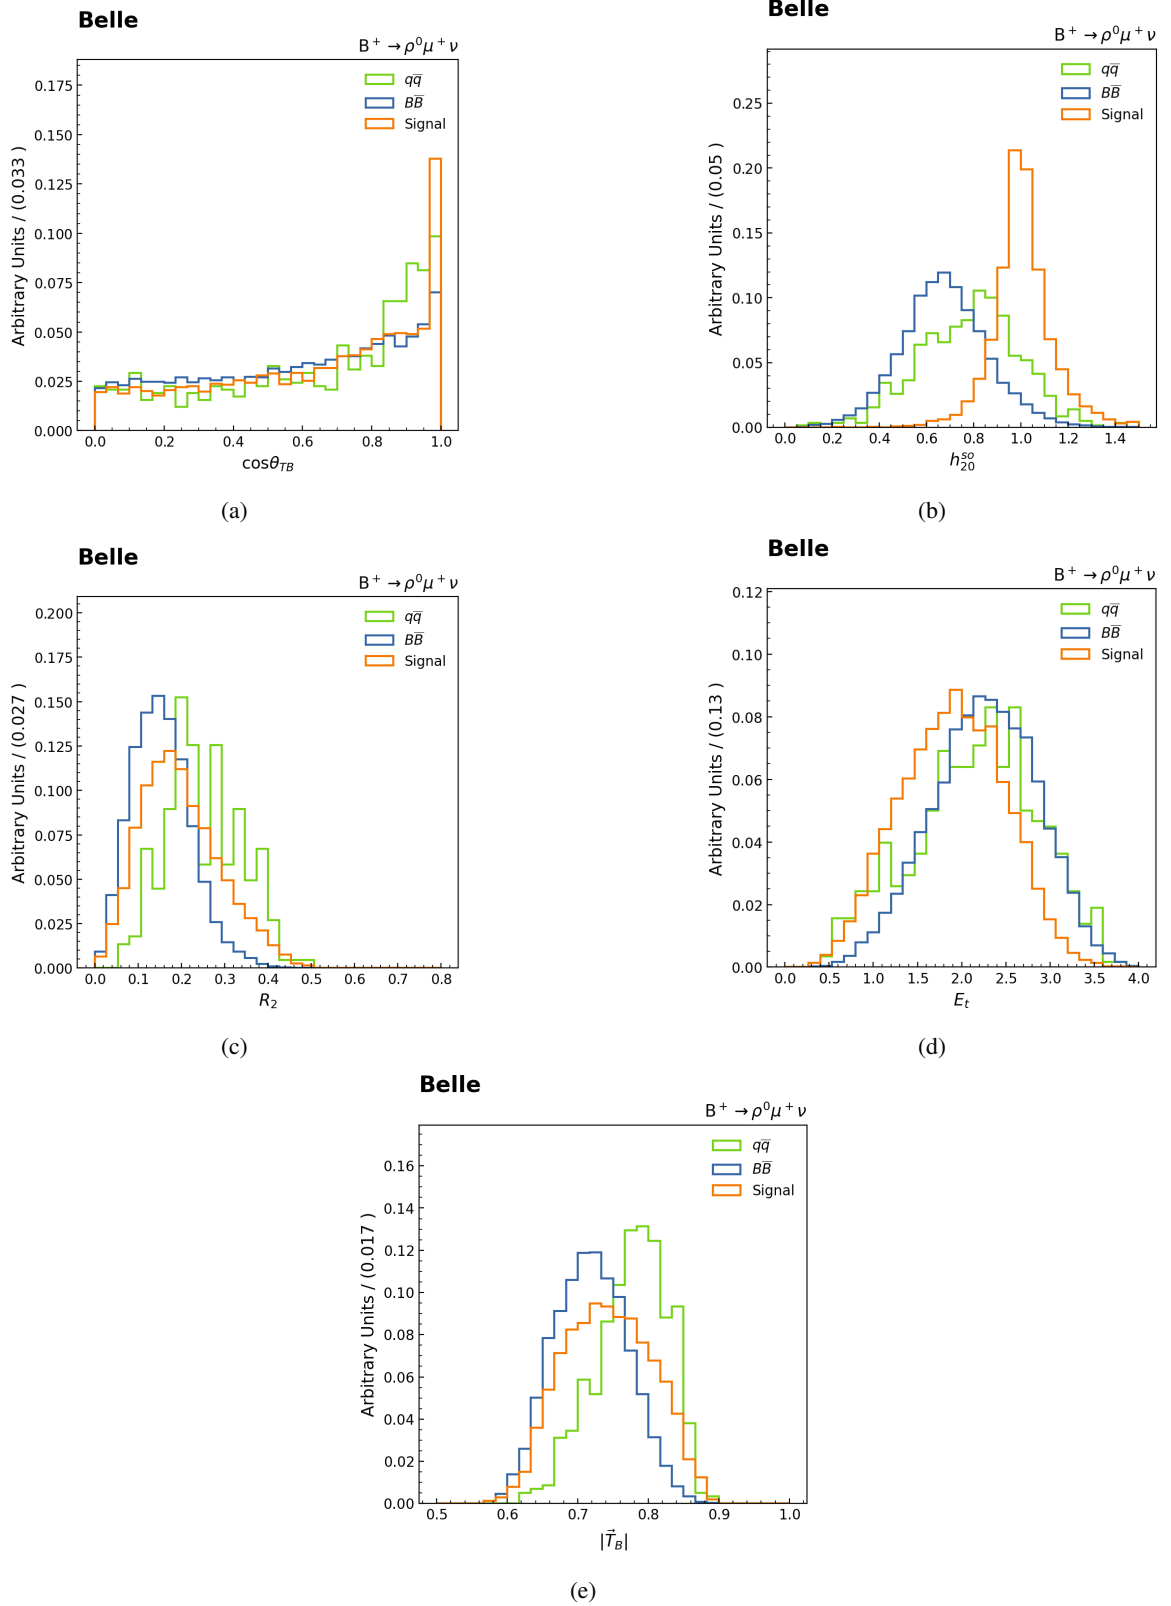 Belle
B⁺ → ρ⁰μ⁺ν
qq̅
BB̅
Signal
Arbitrary Units / (0.033 )
0.175
0.150
0.125
0.100
0.075
0.050
0.025
0.000
0.0 0.2 0.4 0.6 0.8 1.0
cosθ_TB
(a)
Belle
B⁺ → ρ⁰μ⁺ν
qq̅
BB̅
Signal
Arbitrary Units / (0.05 )
0.25
0.20
0.15
0.10
0.05
0.00
0.0 0.2 0.4 0.6 0.8 1.0 1.2 1.4
h_20^so
(b)
Belle
B⁺ → ρ⁰μ⁺ν
qq̅
BB̅
Signal
Arbitrary Units / (0.027 )
0.200
0.175
0.150
0.125
0.100
0.075
0.050
0.025
0.000
0.0 0.1 0.2 0.3 0.4 0.5 0.6 0.7 0.8
R₂
(c)
Belle
B⁺ → ρ⁰μ⁺ν
qq̅
BB̅
Signal
Arbitrary Units / (0.13 )
0.12
0.10
0.08
0.06
0.04
0.02
0.00
0.0 0.5 1.0 1.5 2.0 2.5 3.0 3.5 4.0
E_t
(d)
Belle
B⁺ → ρ⁰μ⁺ν
qq̅
BB̅
Signal
Arbitrary Units / (0.017 )
0.16
0.14
0.12
0.10
0.08
0.06
0.04
0.02
0.00
0.5 0.6 0.7 0.8 0.9 1.0
|T⃗_B|
(e)